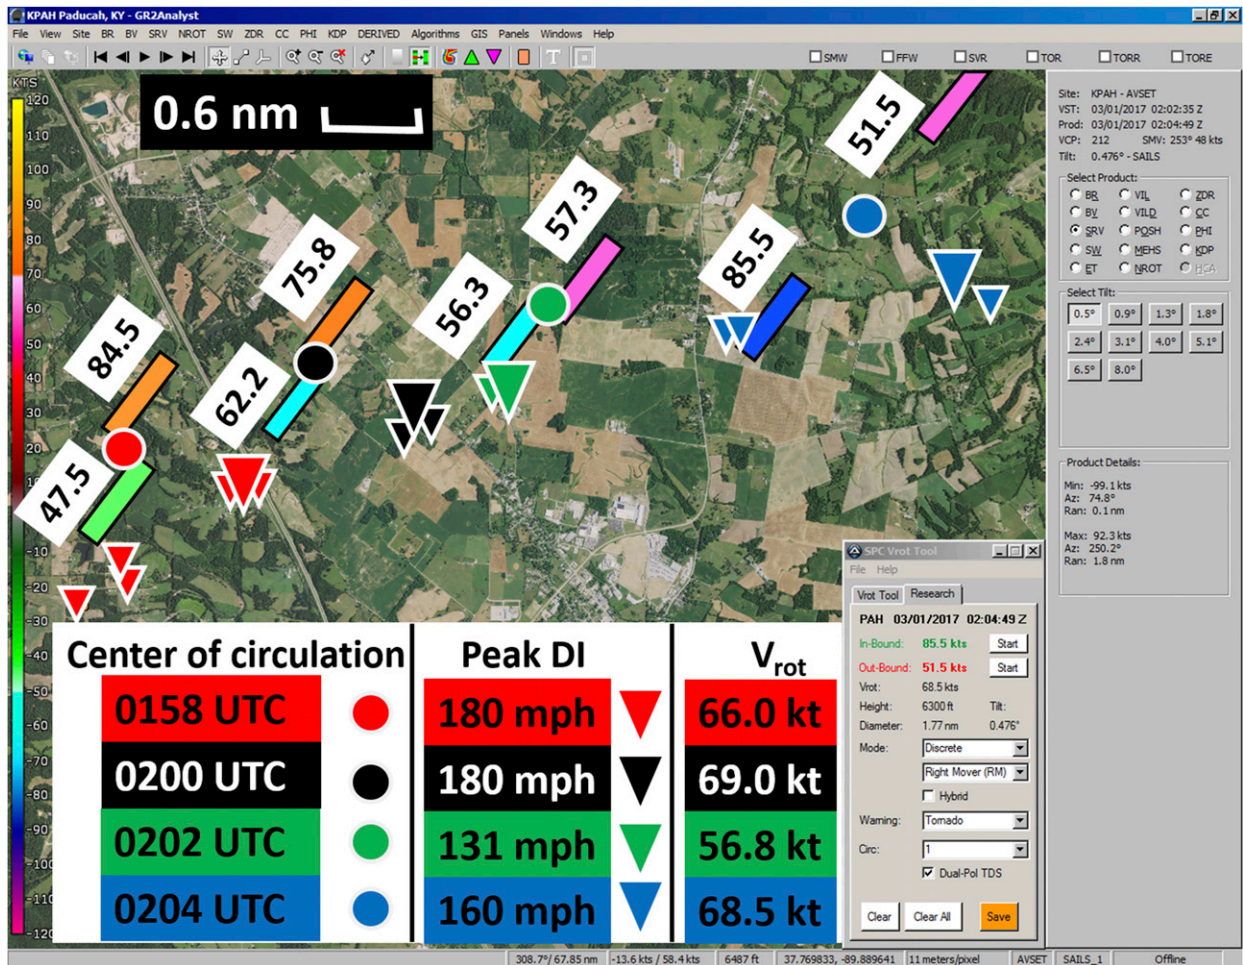 KPAH Paducah, KY - GR2Analyst
File View Site BR BV SRV NROT SW ZDR CC PHI KDP DERIVED Algorithms GIS Panels Windows Help
SMW FFW SVR TOR TORR TORE
KTS
120
110
100
90
80
70
60
50
40
30
20
-10
-20
-30
-40
-50
-60
-70
-80
-90
-100
-110
-120
0.6 nm
51.5
57.3
75.8
85.5
56.3
84.5
62.2
47.5
Site: KPAH - AVSET
VST: 03/01/2017 02:02:35 Z
Prod: 03/01/2017 02:04:49 Z
VCP: 212 SMV: 253° 48 kts
Tilt: 0.476° - SAILS
Select Product:
BR VIL ZDR
BV VILD CC
SRV POSH PHI
SW MEHS KDP
ET NROT HCA
Select Tilt:
0.5° 0.9° 1.3° 1.8°
2.4° 3.1° 4.0° 5.1°
6.5° 8.0°
Product Details:
Min: -99.1 kts
Az: 74.8°
Ran: 0.1 nm
Max: 92.3 kts
Az: 250.2°
Ran: 1.8 nm
SPC Vrot Tool
File Help
Vrot Tool Research
PAH 03/01/2017 02:04:49 Z
In-Bound: 85.5 kts Start
Out-Bound: 51.5 kts Start
Vrot: 68.5 kts
Height: 6300 ft Tilt:
Diameter: 1.77 nm 0.476°
Mode: Discrete
Right Mover (RM)
Hybrid
Warning: Tornado
Circ: 1
Dual-Pol TDS
Clear Clear All Save
Center of circulation Peak DI Vrot
0158 UTC 180 mph 66.0 kt
0200 UTC 180 mph 69.0 kt
0202 UTC 131 mph 56.8 kt
0204 UTC 160 mph 68.5 kt
308.7°/ 67.85 nm -13.6 kts / 58.4 kts 6487 ft 37.769833, -89.889641 11 meters/pixel AVSET SAILS_1 Offline